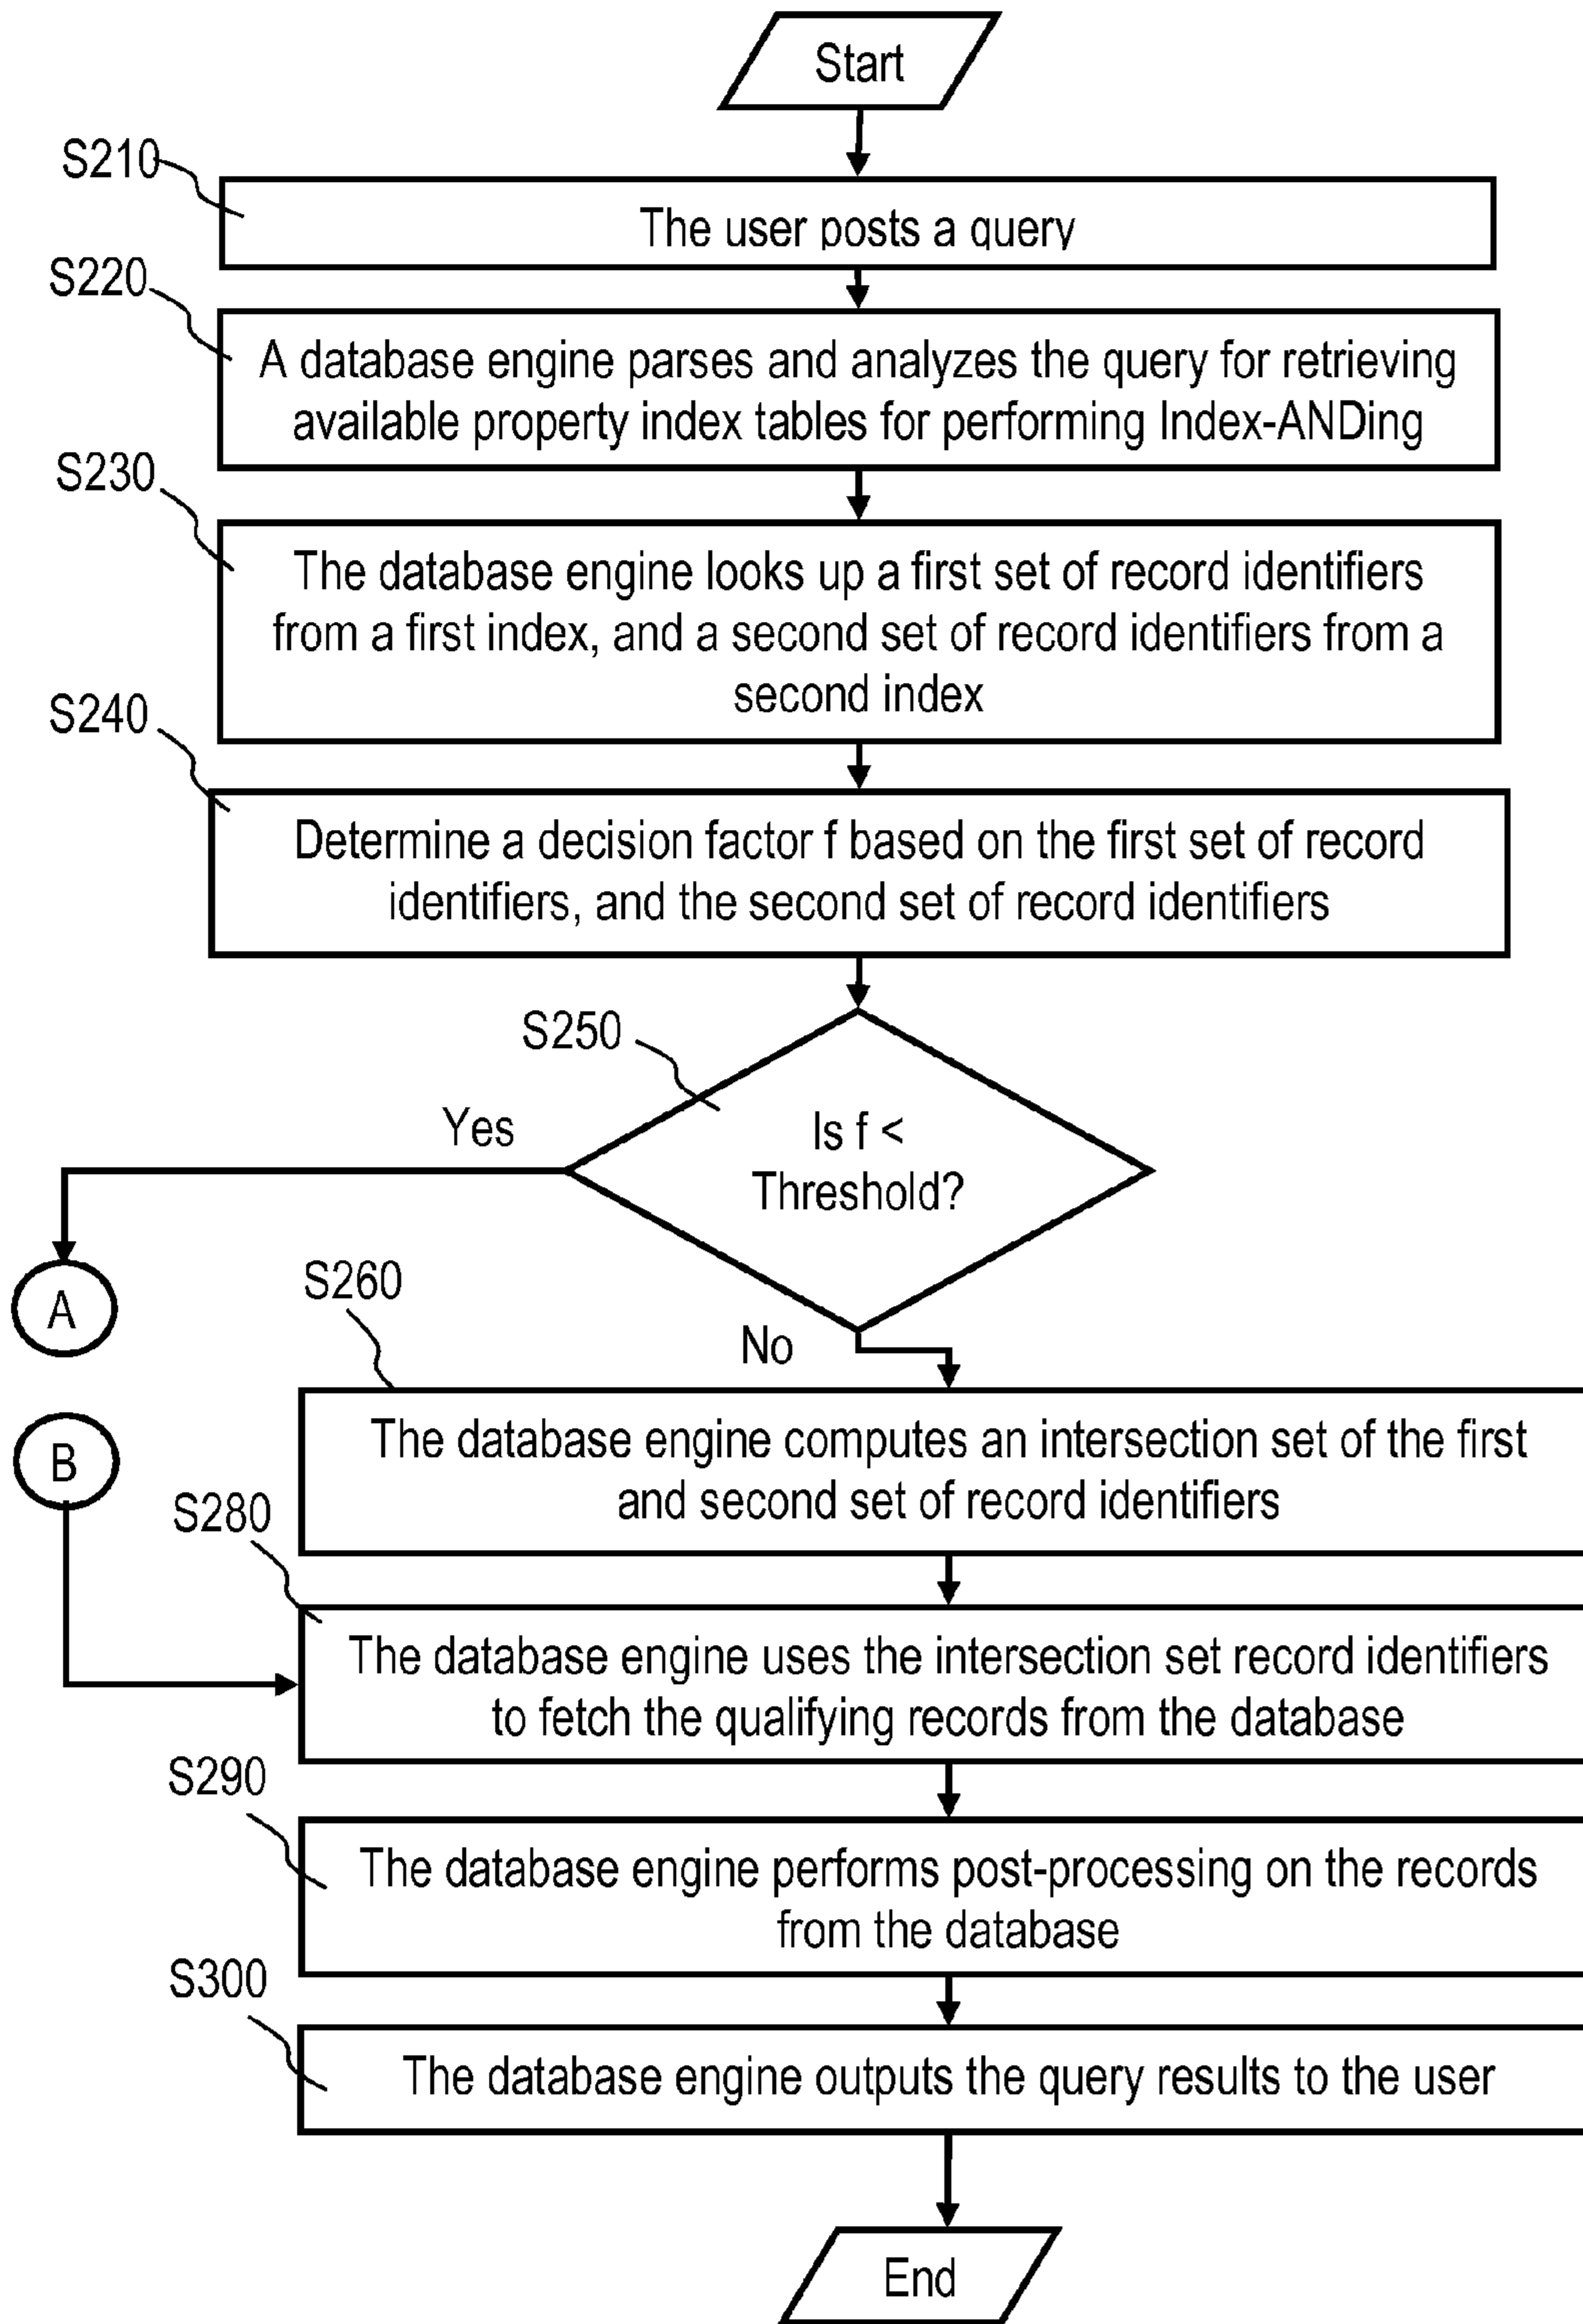 Start
S210
The user posts a query
S220
A database engine parses and analyzes the query for retrieving
available property index tables for performing Index-ANDing
S230
The database engine looks up a first set of record identifiers
from a first index, and a second set of record identifiers from a
second index
S240
Determine a decision factor f based on the first set of record
identifiers, and the second set of record identifiers
S250
Is f <
Threshold?
Yes
A
No
S260
The database engine computes an intersection set of the first
and second set of record identifiers
B
S280
The database engine uses the intersection set record identifiers
to fetch the qualifying records from the database
S290
The database engine performs post-processing on the records
from the database
S300
The database engine outputs the query results to the user
End